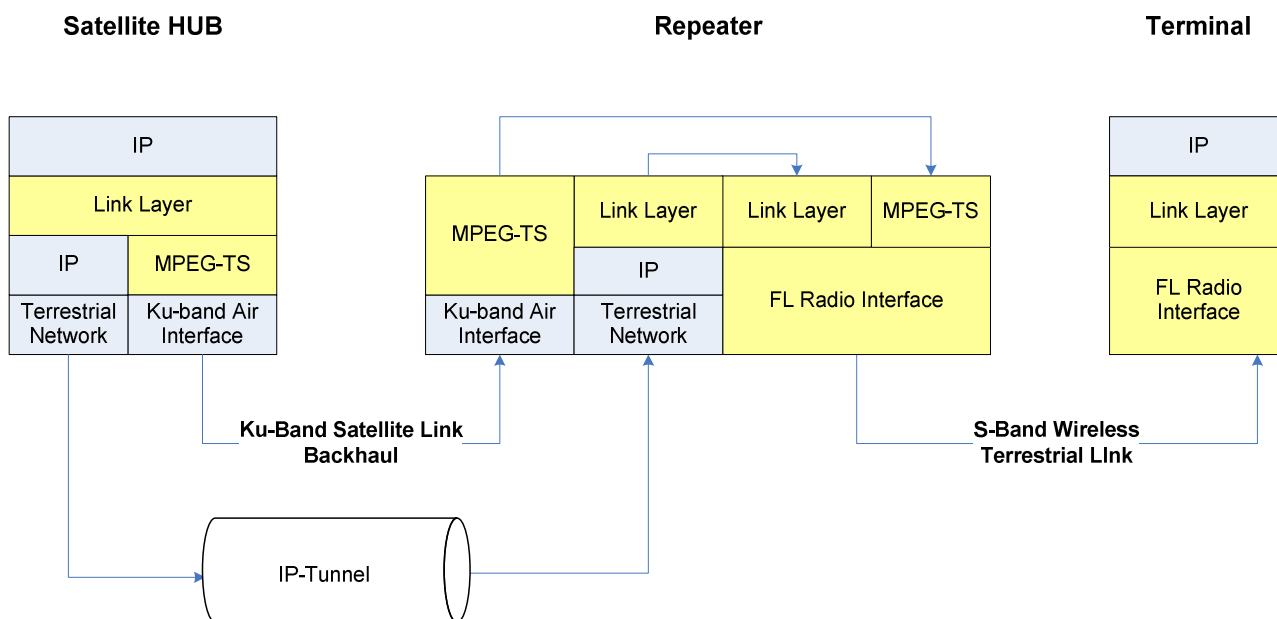 Satellite HUB
Repeater
Terminal
IP
Link Layer
IP
MPEG-TS
Terrestrial
Network
Ku-band Air
Interface
MPEG-TS
Link Layer
Link Layer
MPEG-TS
IP
FL Radio Interface
Ku-band Air
Interface
Terrestrial
Network
IP
Link Layer
FL Radio
Interface
Ku-Band Satellite Link
Backhaul
S-Band Wireless
Terrestrial LInk
IP-Tunnel